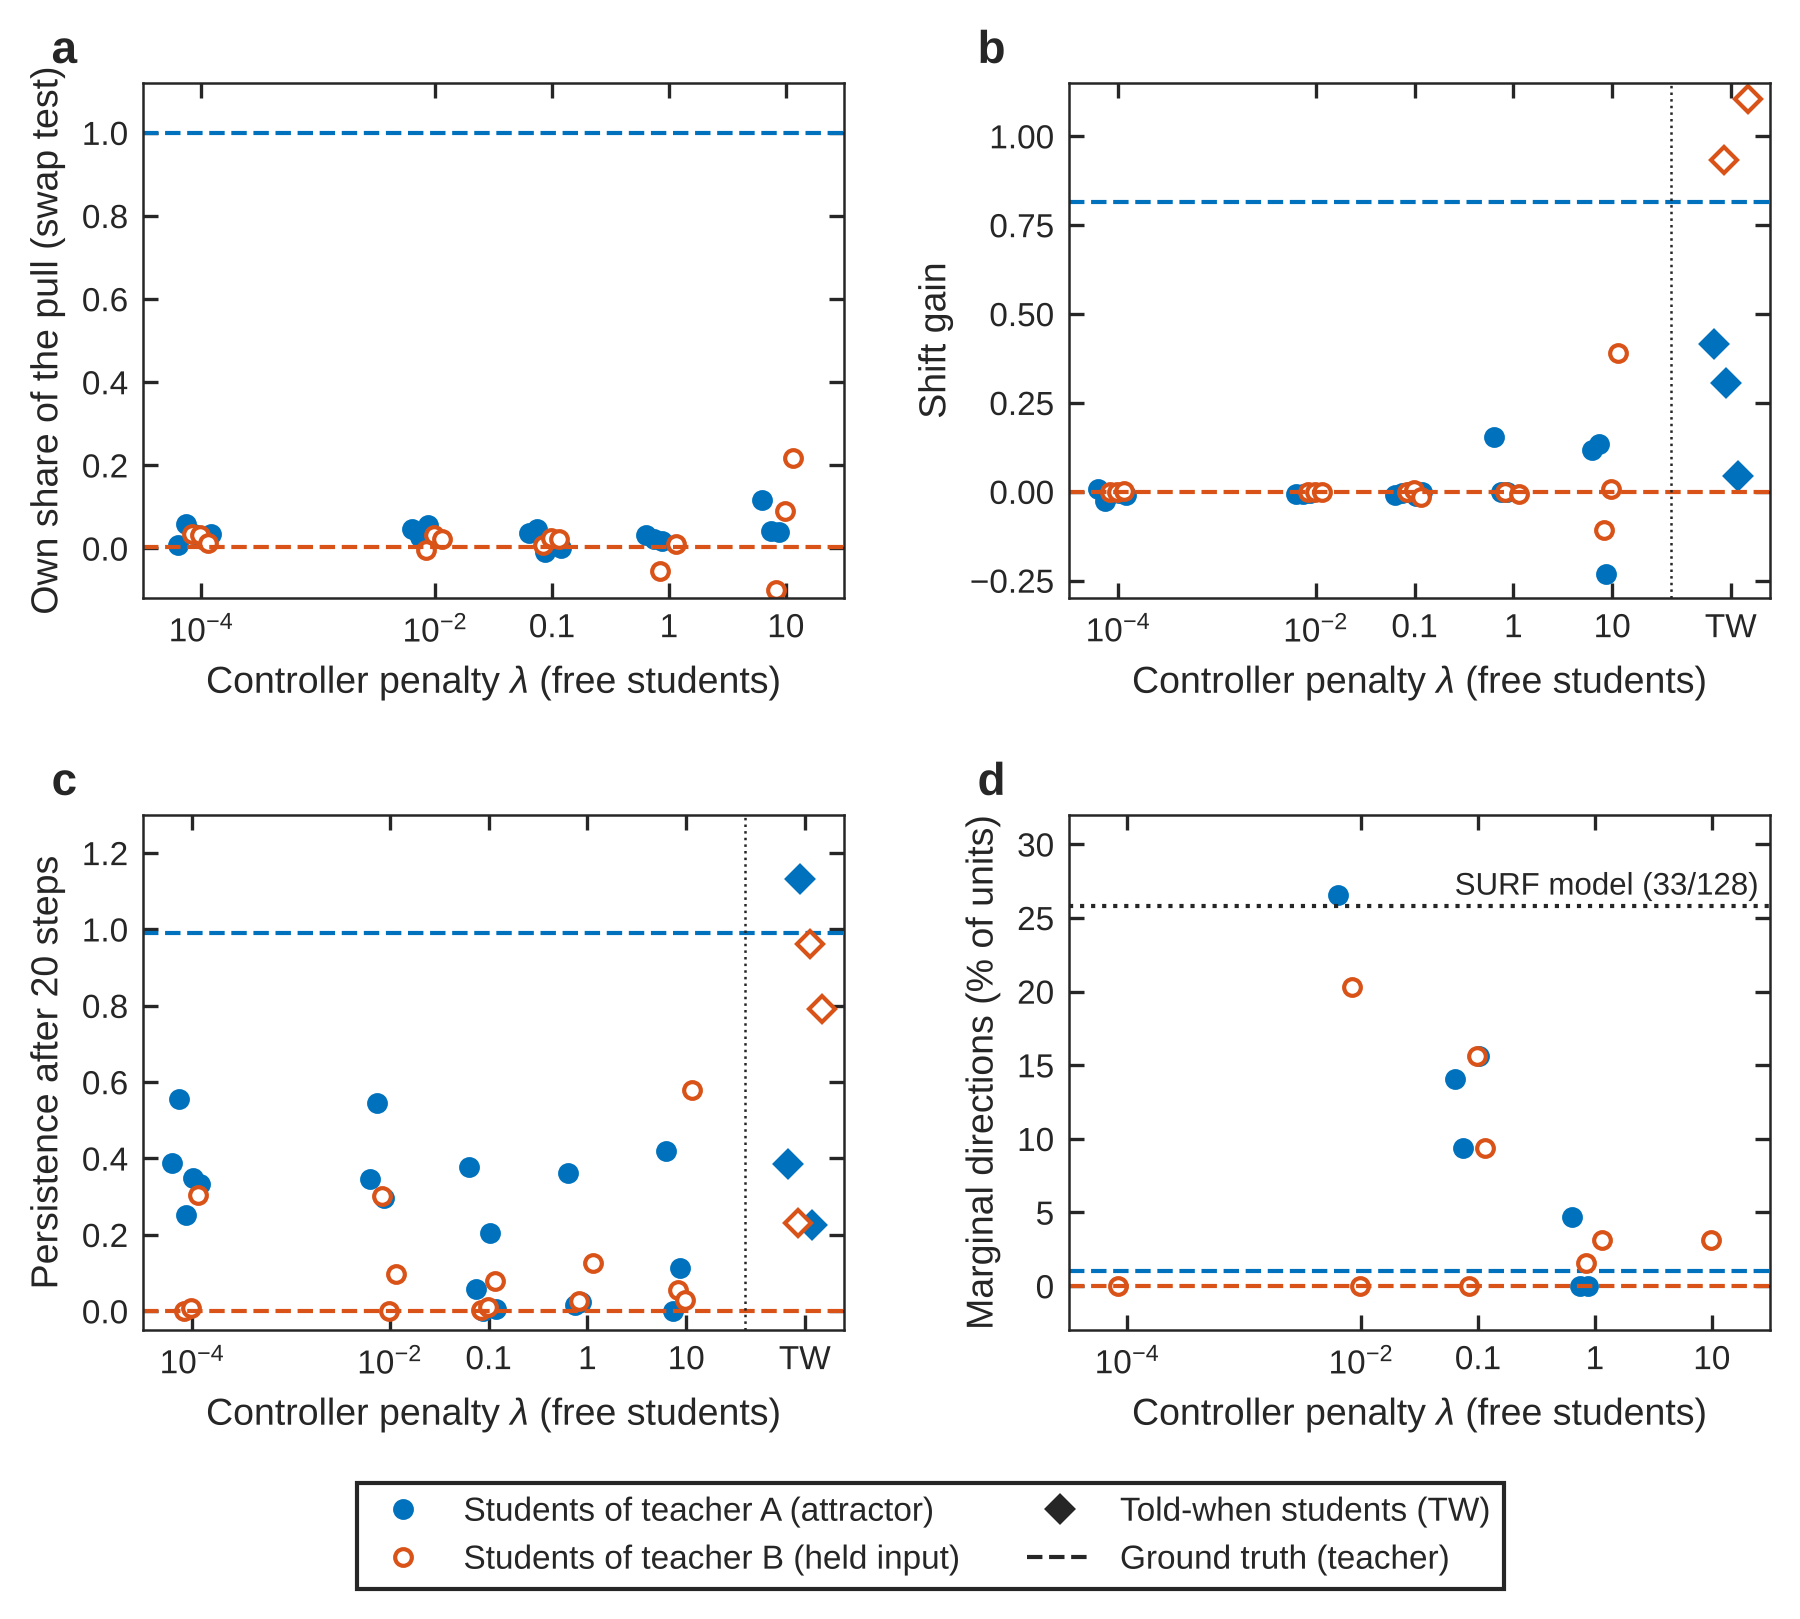 a
Own share of the pull (swap test)
1.0
0.8
0.6
0.4
0.2
0.0
10⁻⁴
10⁻²
0.1
1
10
Controller penalty λ (free students)
b
Shift gain
1.00
0.75
0.50
0.25
0.00
−0.25
10⁻⁴
10⁻²
0.1
1
10
TW
Controller penalty λ (free students)
c
Persistence after 20 steps
1.2
1.0
0.8
0.6
0.4
0.2
0.0
10⁻⁴
10⁻²
0.1
1
10
TW
Controller penalty λ (free students)
d
Marginal directions (% of units)
30
25
20
15
10
5
0
SURF model (33/128)
10⁻⁴
10⁻²
0.1
1
10
Controller penalty λ (free students)
Students of teacher A (attractor)
Students of teacher B (held input)
Told-when students (TW)
Ground truth (teacher)